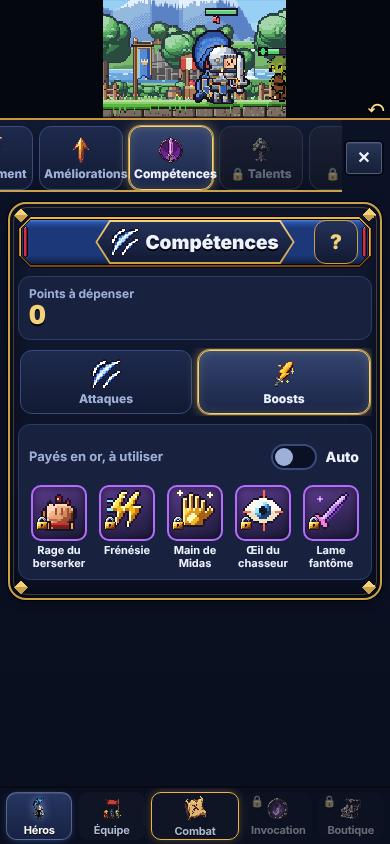 Améliorations
Compétences
Talents
Compétences
?
Points à dépenser
0
Attaques
Boosts
Payés en or, à utiliser
Auto
Rage du
berserker
Frénésie
Main de
Midas
Œil du
chasseur
Lame
fantôme
Héros
Équipe
Combat
Invocation
Boutique